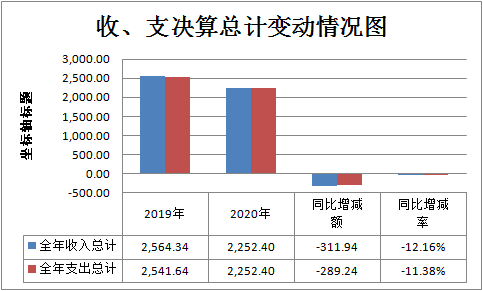 收、支决算总计变动情况图
坐标轴标题
3,000.00
2,500.00
2,000.00
1,500.00
1,000.00
500.00
0.00
-500.00
2019年 2020年 同比增减额 同比增减率
全年收入总计 2,564.34 2,252.40 -311.94 -12.16%
全年支出总计 2,541.64 2,252.40 -289.24 -11.38%